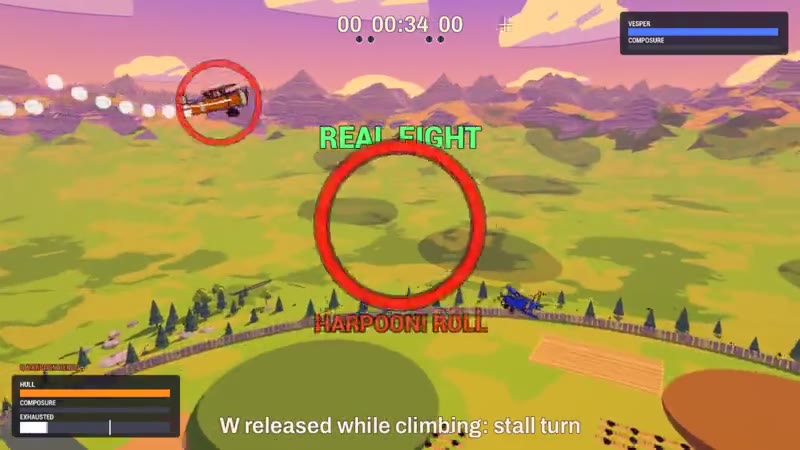 00 00:34 00
VESPER
COMPOSURE
REAL FIGHT
HARPOON! ROLL
HULL
COMPOSURE
EXHAUSTED
W released while climbing: stall turn